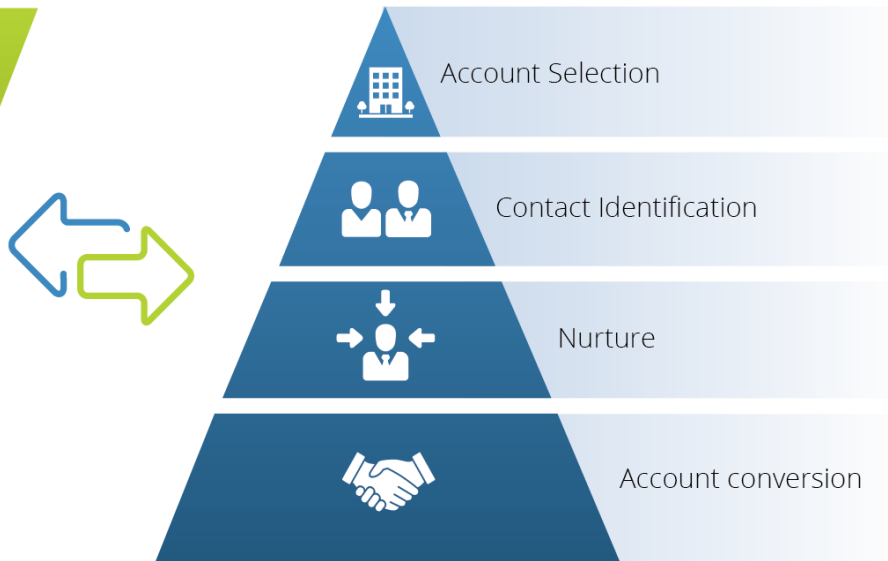 Account Selection
Contact Identification
Nurture
Account conversion